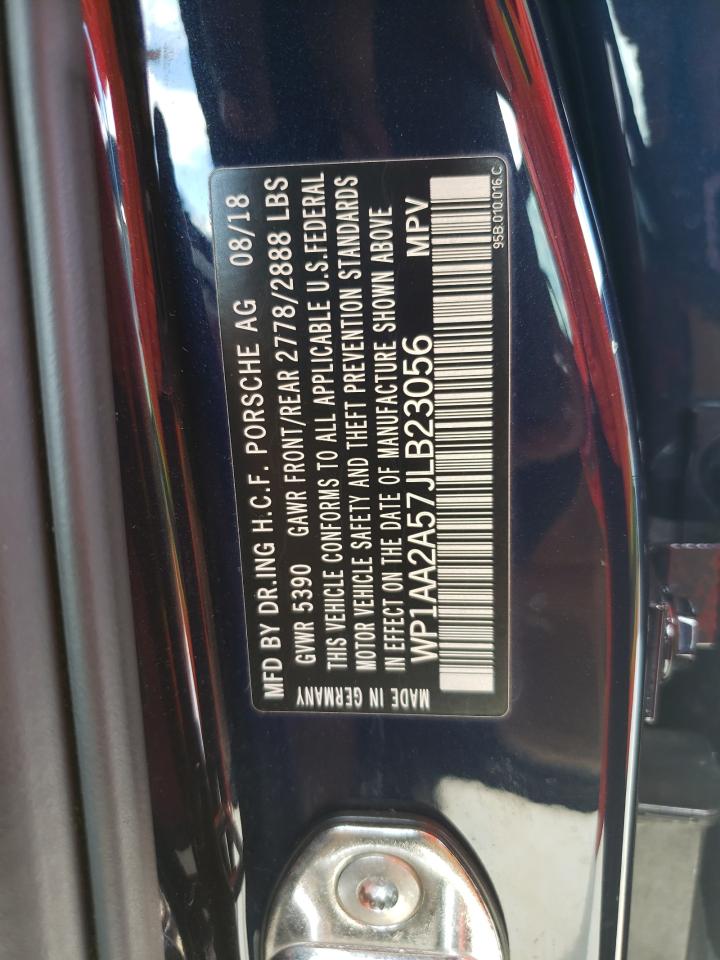 MFD BY DR.ING H.C.F. PORSCHE AG 08/18
GVWR 5390 GAWR FRONT/REAR 2778/2888 LBS
THIS VEHICLE CONFORMS TO ALL APPLICABLE U.S.FEDERAL
MOTOR VEHICLE SAFETY AND THEFT PREVENTION STANDARDS
IN EFFECT ON THE DATE OF MANUFACTURE SHOWN ABOVE
WP1AA2A57JLB23056 MPV
MADE IN GERMANY
95B.010.016.C